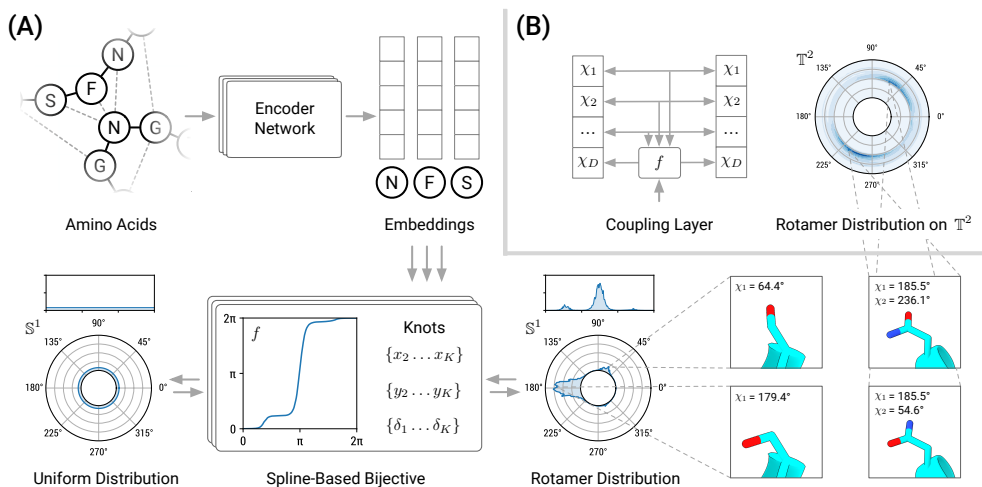 (A)
N
F
S
N
G
G
Amino Acids
Encoder
Network
N F S
Embeddings
(B)
χ1 χ1
χ2 χ2
... ...
χD f χD
Coupling Layer
𝕋²
90°
135° 45°
180° 0°
225° 315°
270°
Rotamer Distribution on 𝕋²
𝕊¹
90°
135° 45°
180° 0°
225° 315°
270°
Uniform Distribution
2π
f
π
0
0 π 2π
Knots
{x2 ... xK}
{y2 ... yK}
{δ1 ... δK}
Spline-Based Bijective
𝕊¹
90°
135° 45°
180° 0°
225° 315°
270°
Rotamer Distribution
χ1 = 64.4°
χ1 = 185.5°
χ2 = 236.1°
χ1 = 179.4°
χ1 = 185.5°
χ2 = 54.6°